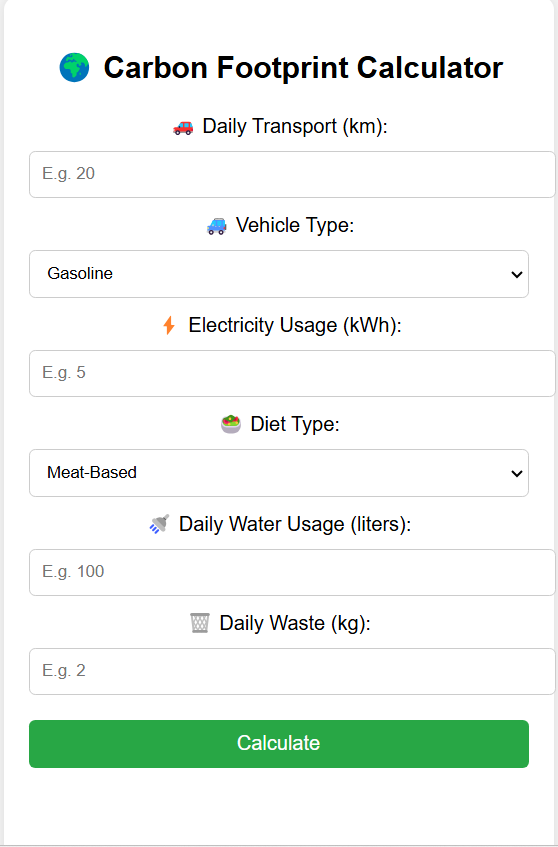 Carbon Footprint Calculator
Daily Transport (km):
E.g. 20
Vehicle Type:
Gasoline
Electricity Usage (kWh):
E.g. 5
Diet Type:
Meat-Based
Daily Water Usage (liters):
E.g. 100
Daily Waste (kg):
E.g. 2
Calculate